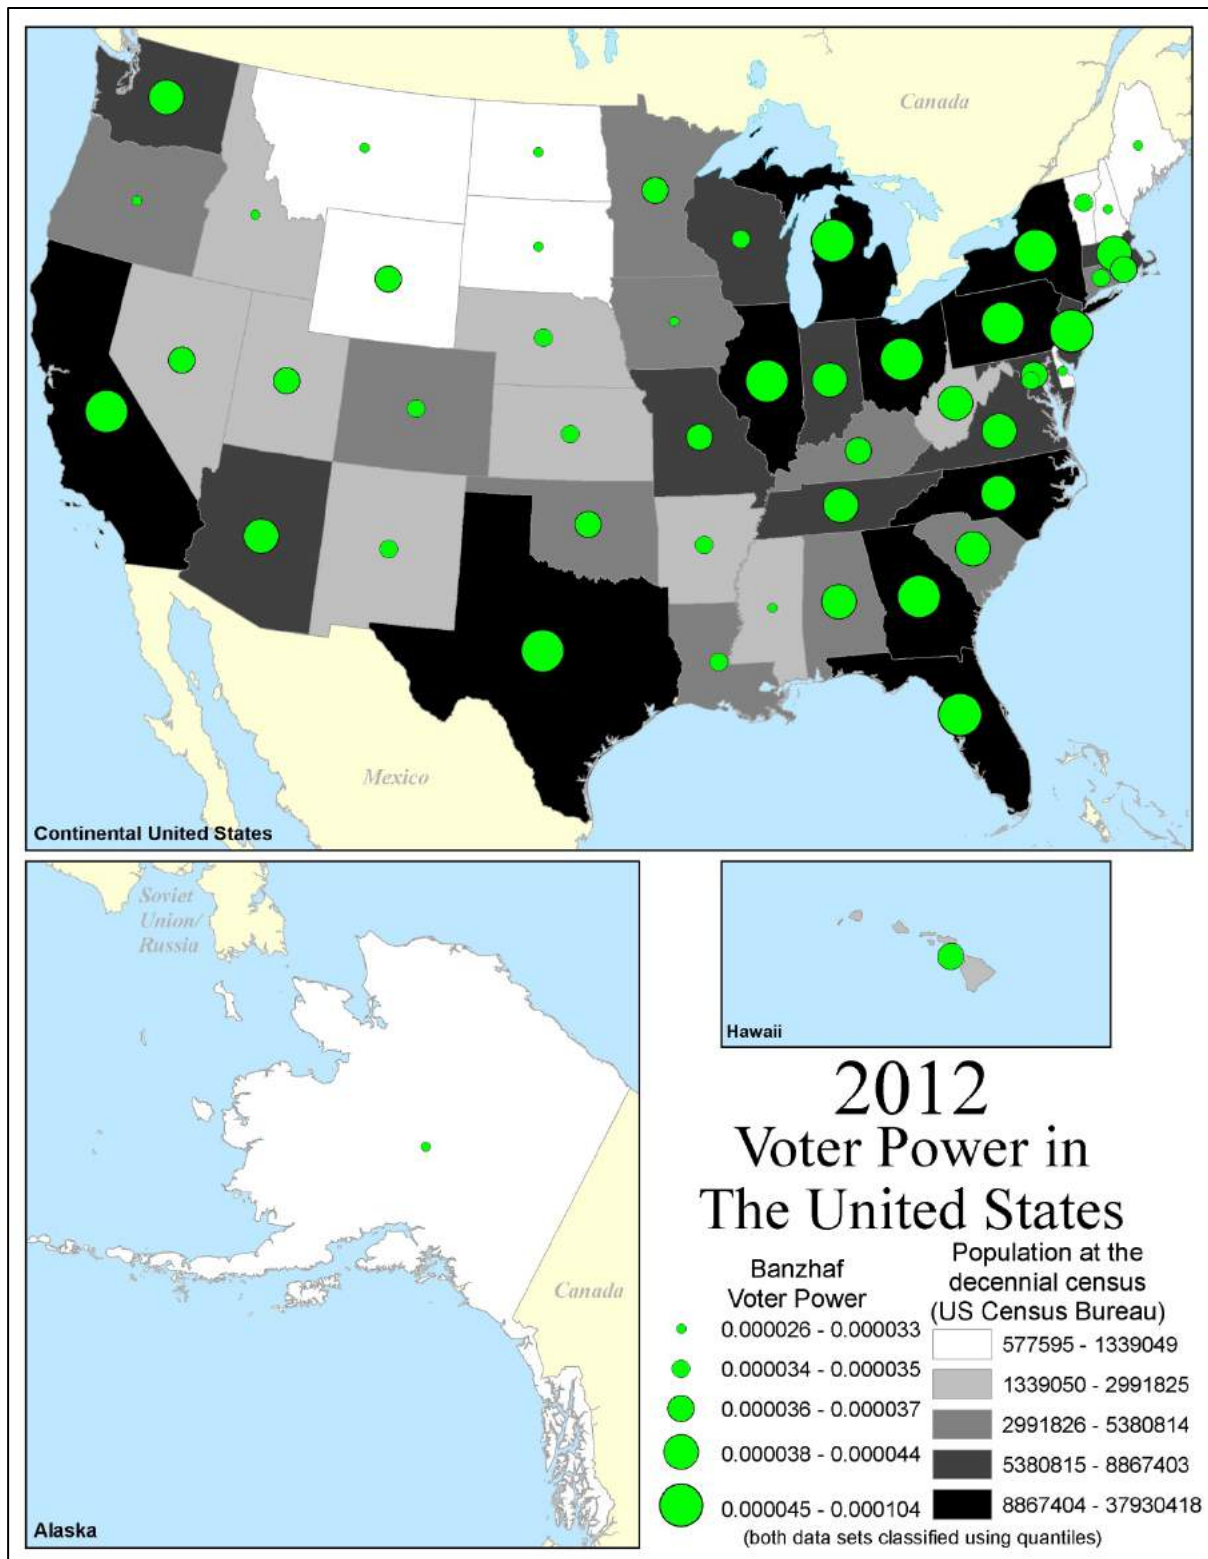 Canada
Mexico
Continental United States
Soviet
Union/
Russia
Canada
Alaska
Hawaii
2012
Voter Power in
The United States
Banzhaf
Voter Power
0.000026 - 0.000033
0.000034 - 0.000035
0.000036 - 0.000037
0.000038 - 0.000044
0.000045 - 0.000104
Population at the
decennial census
(US Census Bureau)
577595 - 1339049
1339050 - 2991825
2991826 - 5380814
5380815 - 8867403
8867404 - 37930418
(both data sets classified using quantiles)